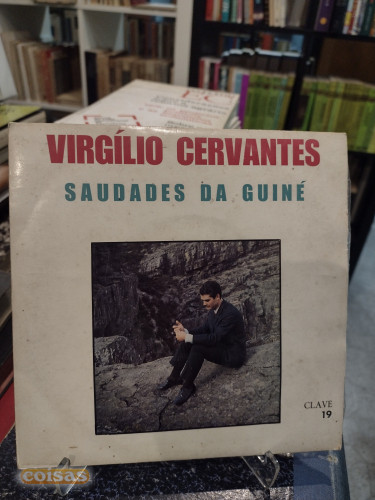 VIRGÍLIO CERVANTES
SAUDADES DA GUINÉ
CLAVE
19
coisas